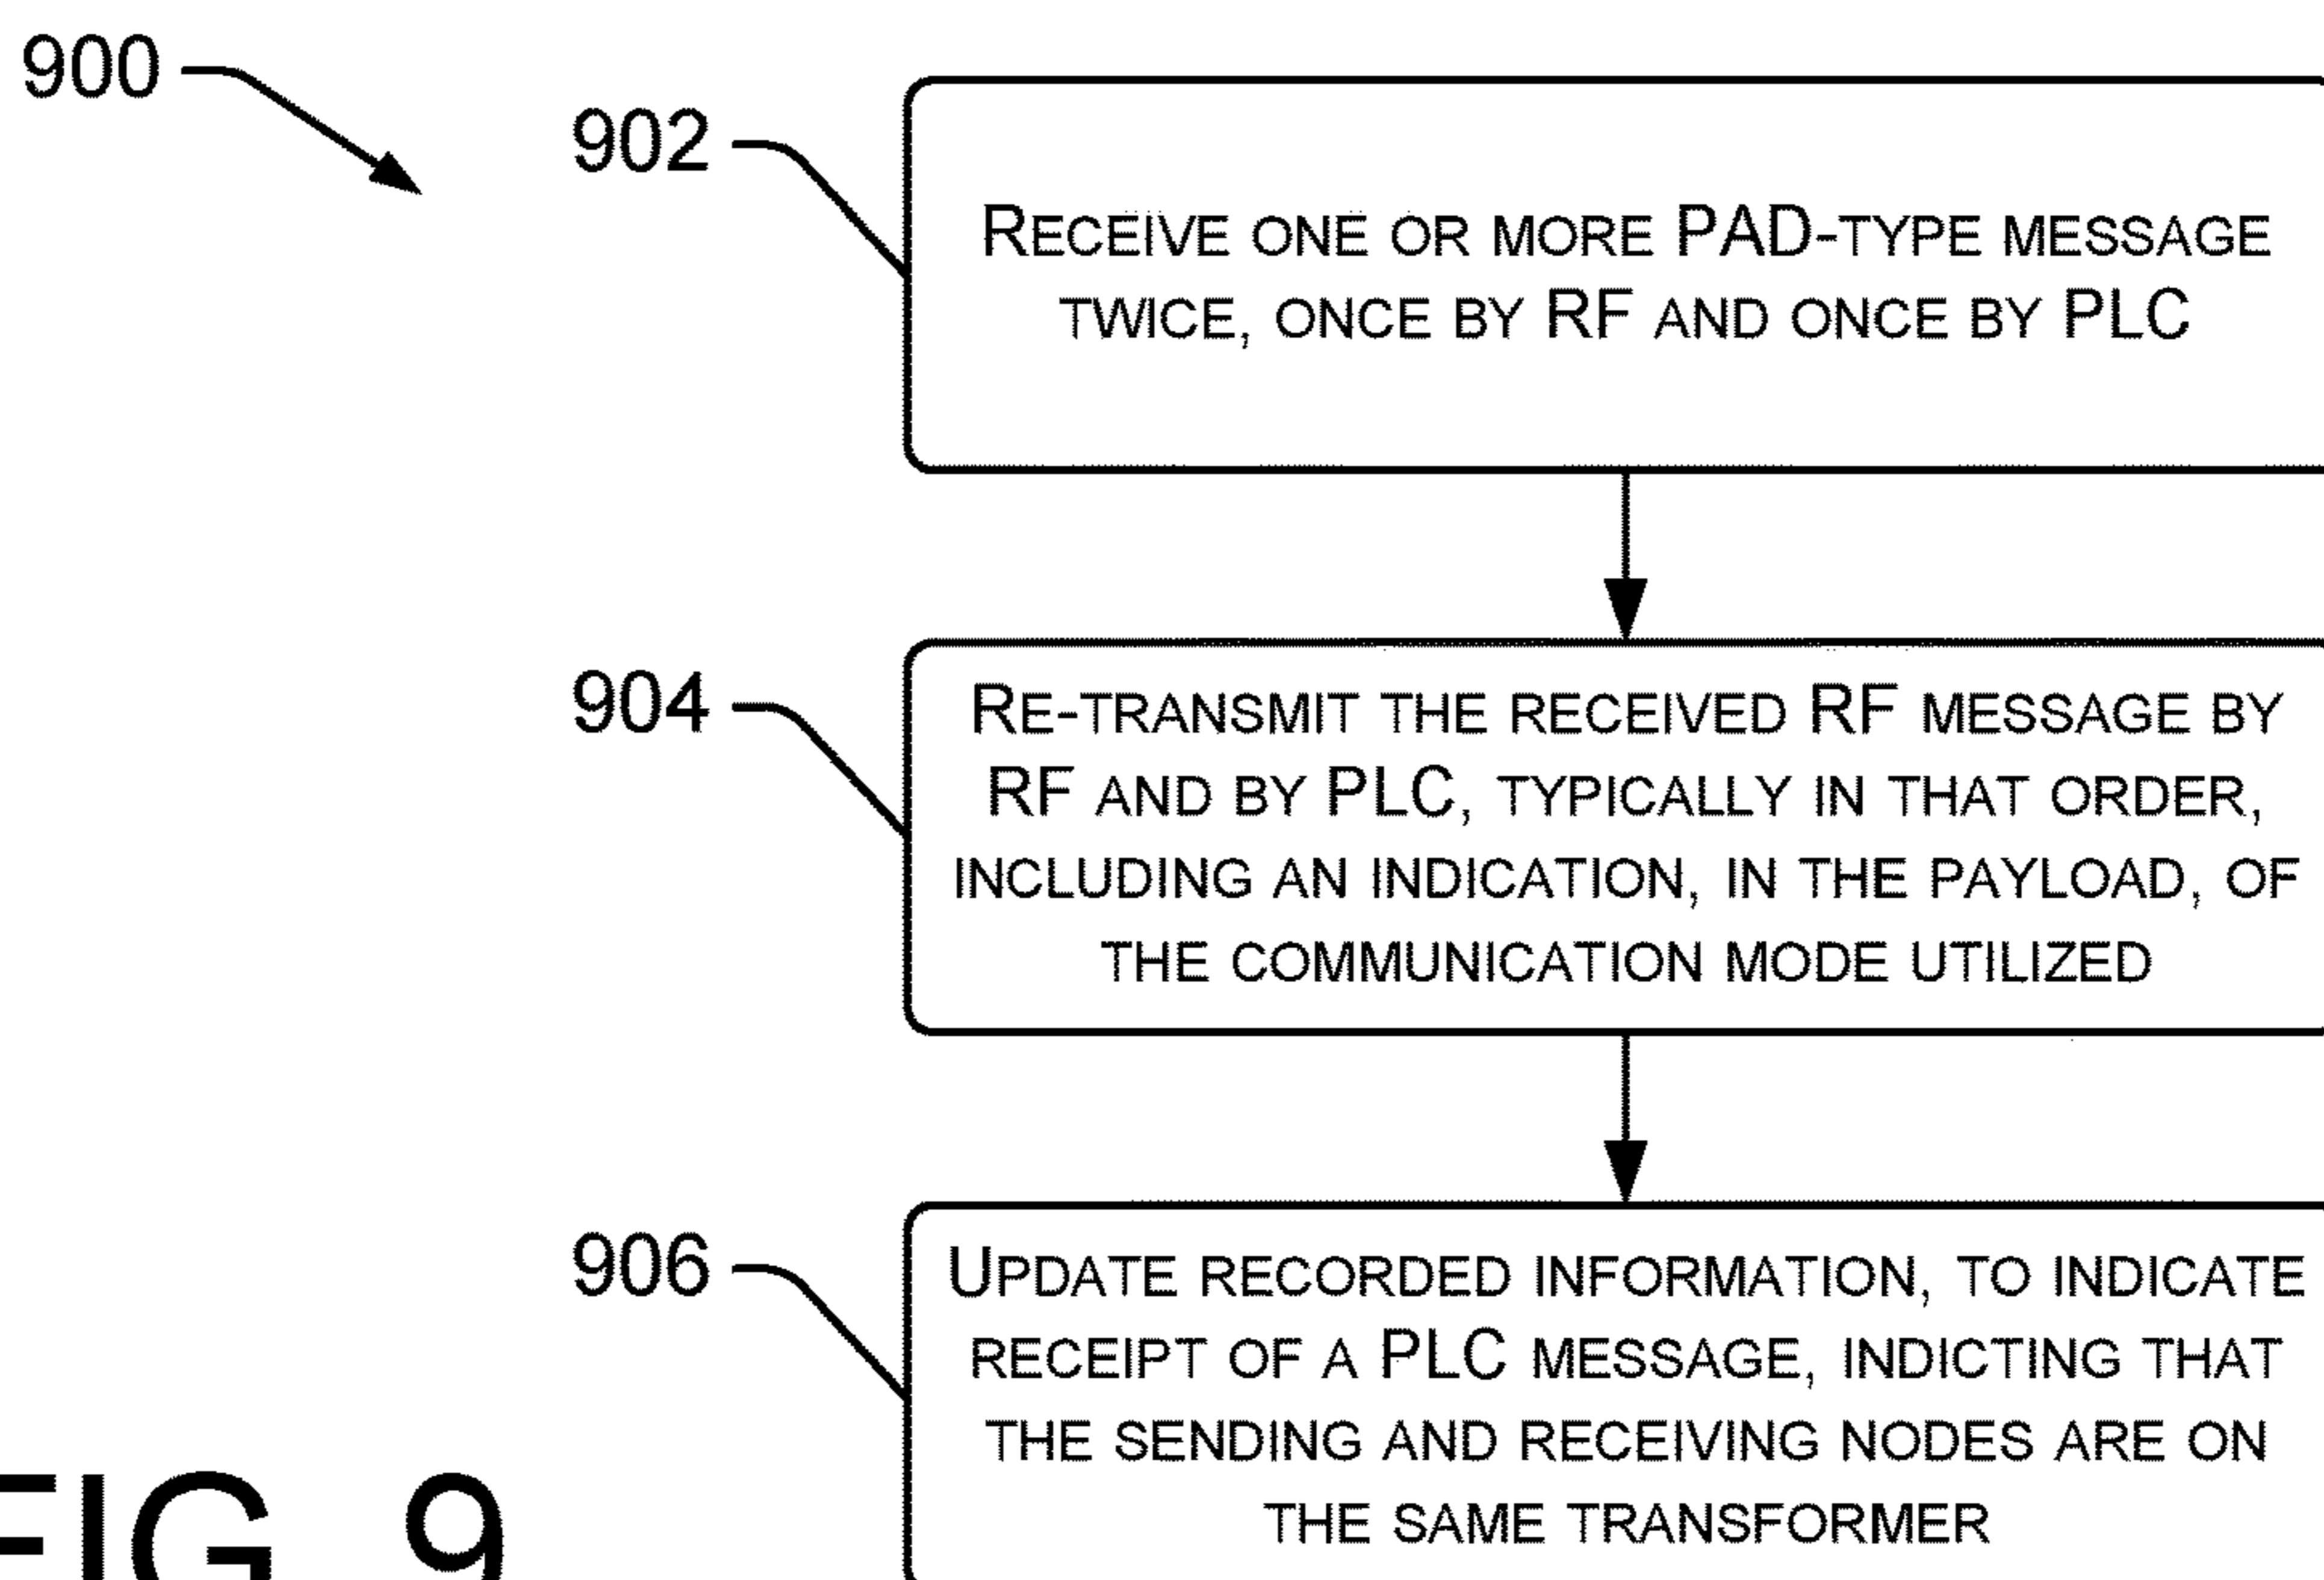 900
902
RECEIVE ONE OR MORE PAD-TYPE MESSAGE
TWICE, ONCE BY RF AND ONCE BY PLC
904
RE-TRANSMIT THE RECEIVED RF MESSAGE BY
RF AND BY PLC, TYPICALLY IN THAT ORDER,
INCLUDING AN INDICATION, IN THE PAYLOAD, OF
THE COMMUNICATION MODE UTILIZED
906
UPDATE RECORDED INFORMATION, TO INDICATE
RECEIPT OF A PLC MESSAGE, INDICTING THAT
THE SENDING AND RECEIVING NODES ARE ON
THE SAME TRANSFORMER
FIG 9